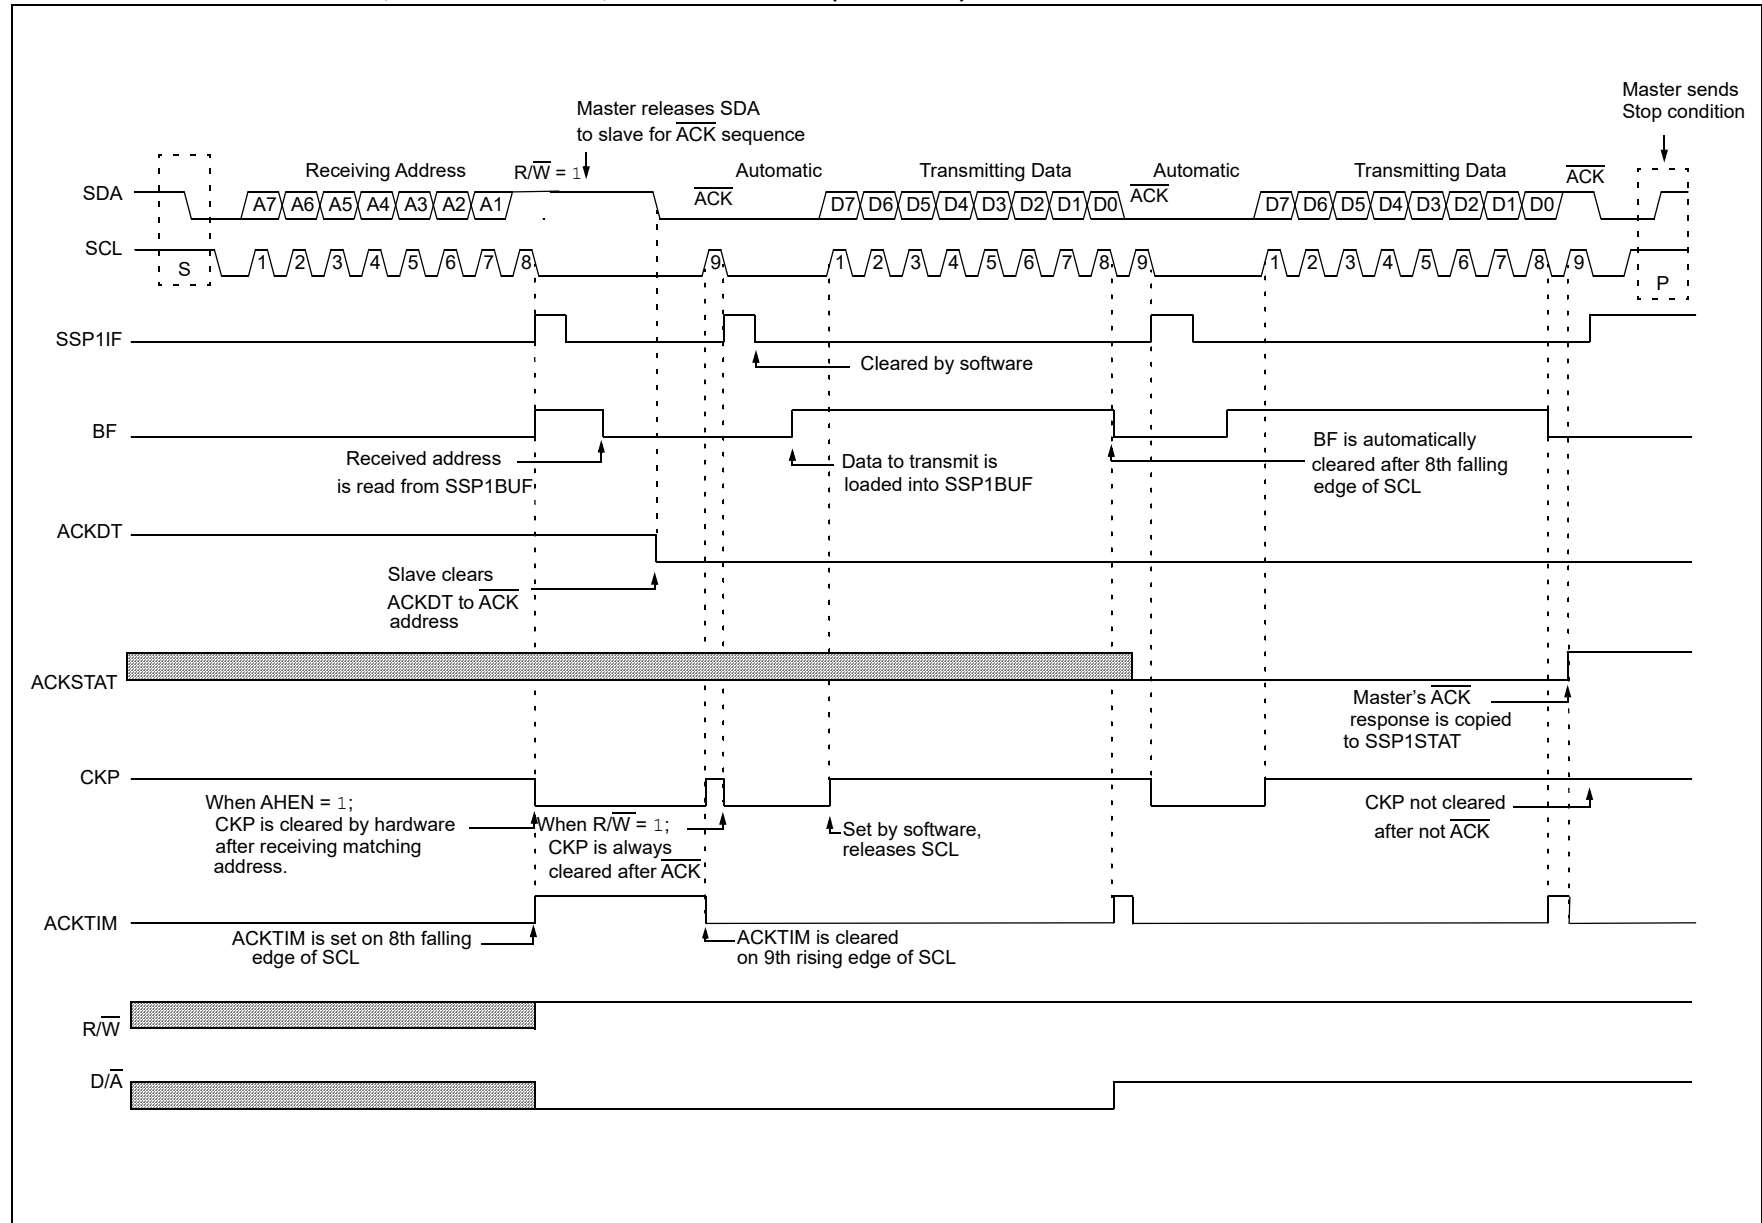 Master sends
Stop condition
Master releases SDA
to slave for ACK sequence
Receiving Address
R/W = 1
Automatic
Transmitting Data
Automatic
Transmitting Data
ACK
SDA
A7 A6 A5 A4 A3 A2 A1
ACK
D7 D6 D5 D4 D3 D2 D1 D0
ACK
D7 D6 D5 D4 D3 D2 D1 D0
SCL
S
1 2 3 4 5 6 7 8 9
1 2 3 4 5 6 7 8 9
1 2 3 4 5 6 7 8 9
P
SSP1IF
Cleared by software
BF
Received address
is read from SSP1BUF
Data to transmit is
loaded into SSP1BUF
BF is automatically
cleared after 8th falling
edge of SCL
ACKDT
Slave clears
ACKDT to ACK
address
ACKSTAT
Master's ACK
response is copied
to SSP1STAT
CKP
When AHEN = 1;
CKP is cleared by hardware
after receiving matching
address.
When R/W = 1;
CKP is always
cleared after ACK
Set by software,
releases SCL
CKP not cleared
after not ACK
ACKTIM
ACKTIM is set on 8th falling
edge of SCL
ACKTIM is cleared
on 9th rising edge of SCL
R/W
D/A